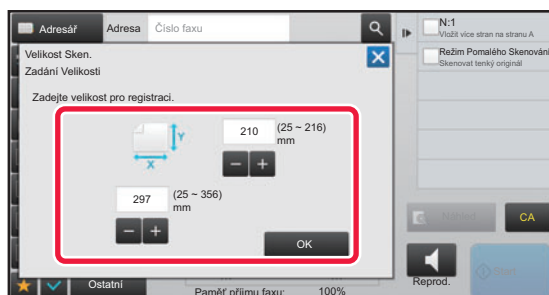 Adresář
Adresa
Číslo faxu
N:1
Vložit více stran na stranu A
Režim Pomalého Skenování
Skenovat tenký originál
Velikost Sken.
Zadání Velikosti
Zadejte velikost pro registraci.
Y
X
210
(25 ~ 216)
mm
297
(25 ~ 356)
mm
OK
Náhled
CA
Start
Reprod.
Ostatní
Paměť příjmu faxu:
100%